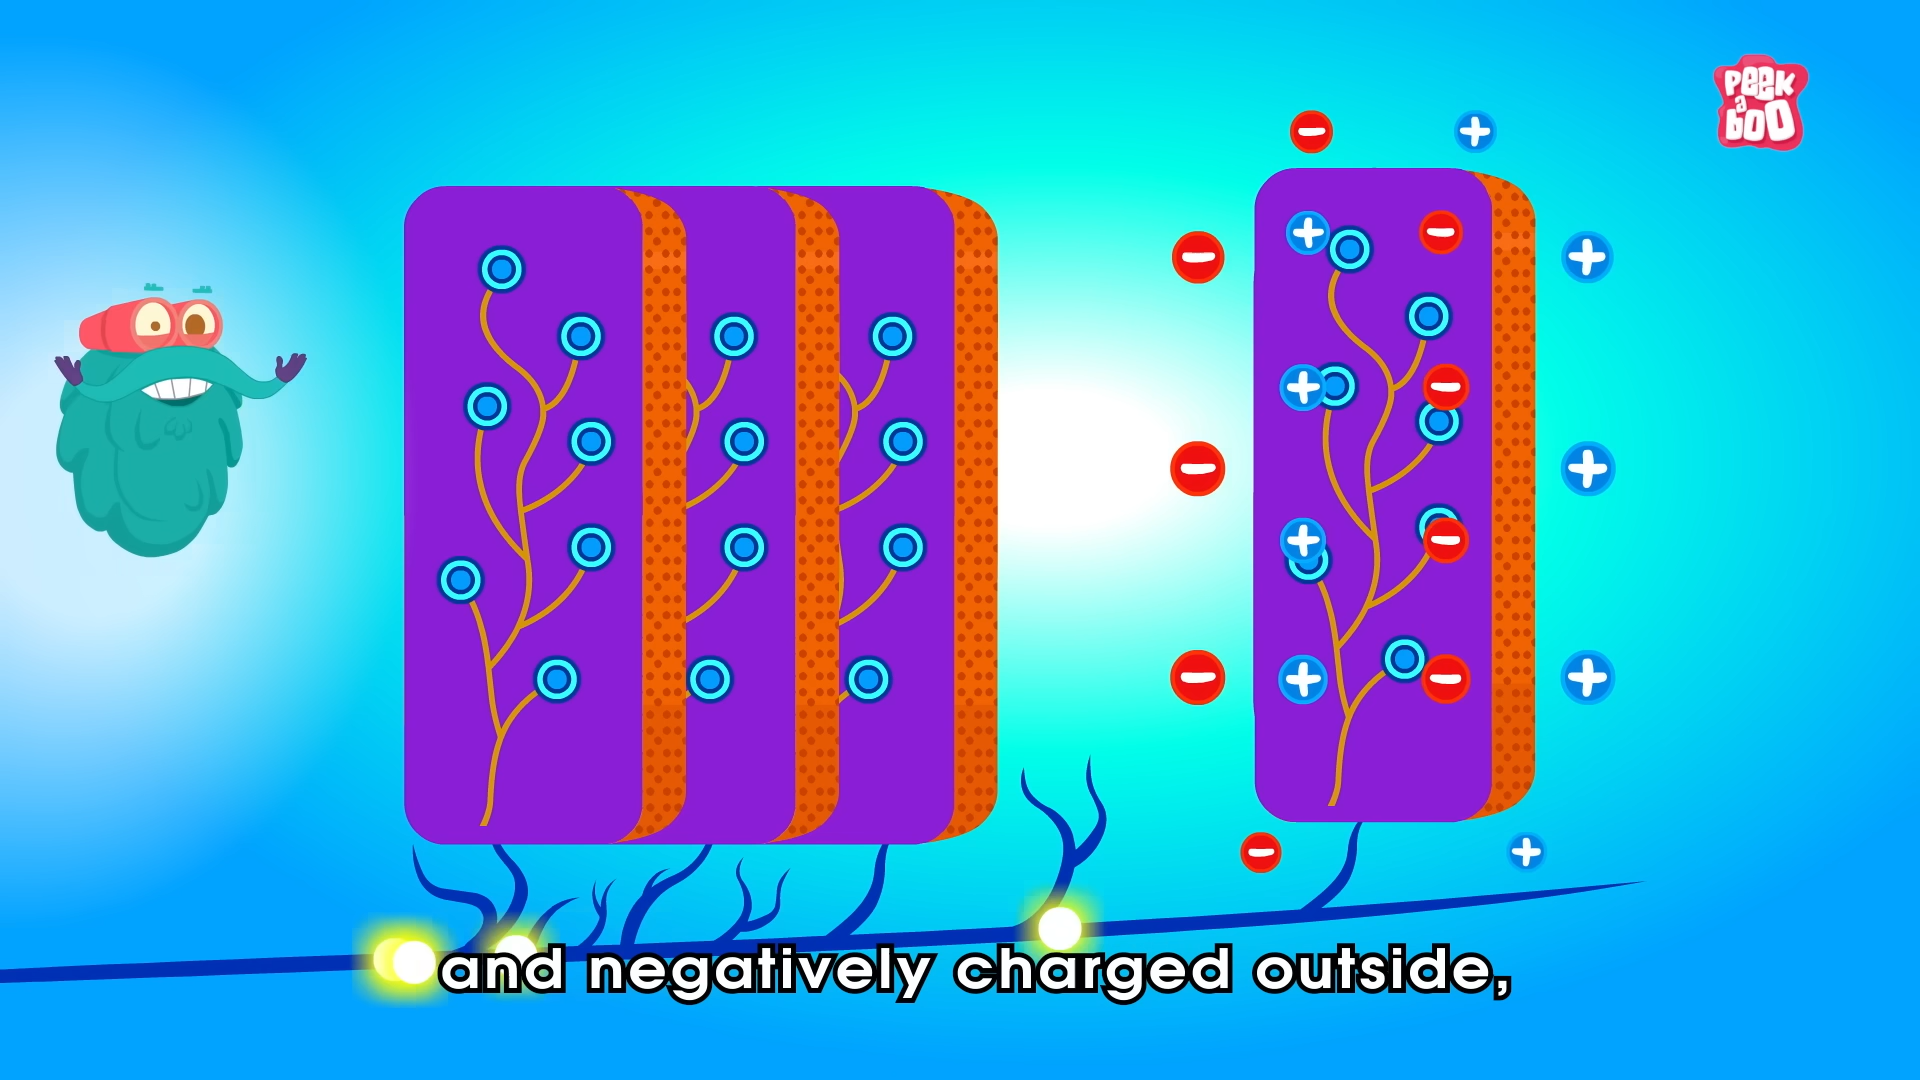 PEEK
a
BOO
and negatively charged outside,